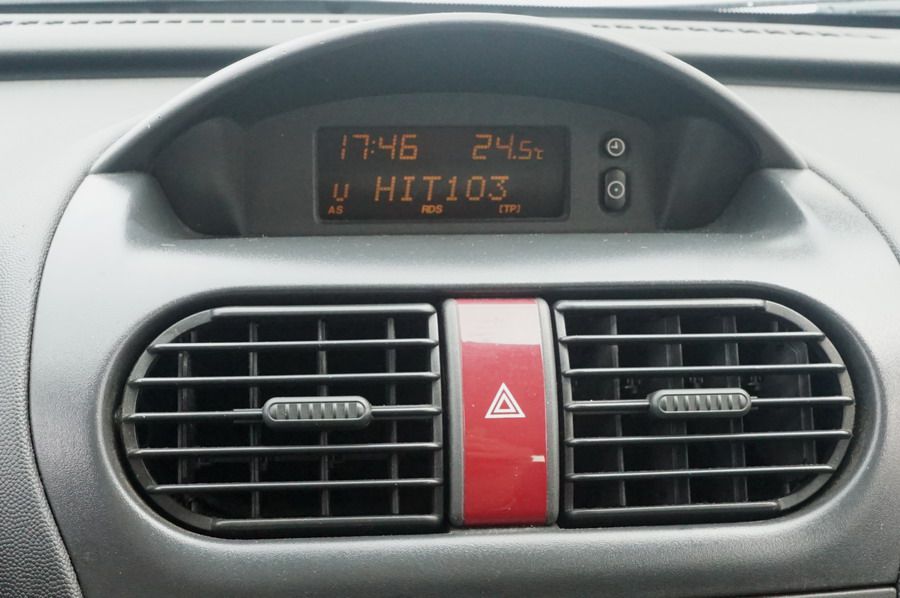 17:46 24.5°c
U HIT103
AS RDS [TP]